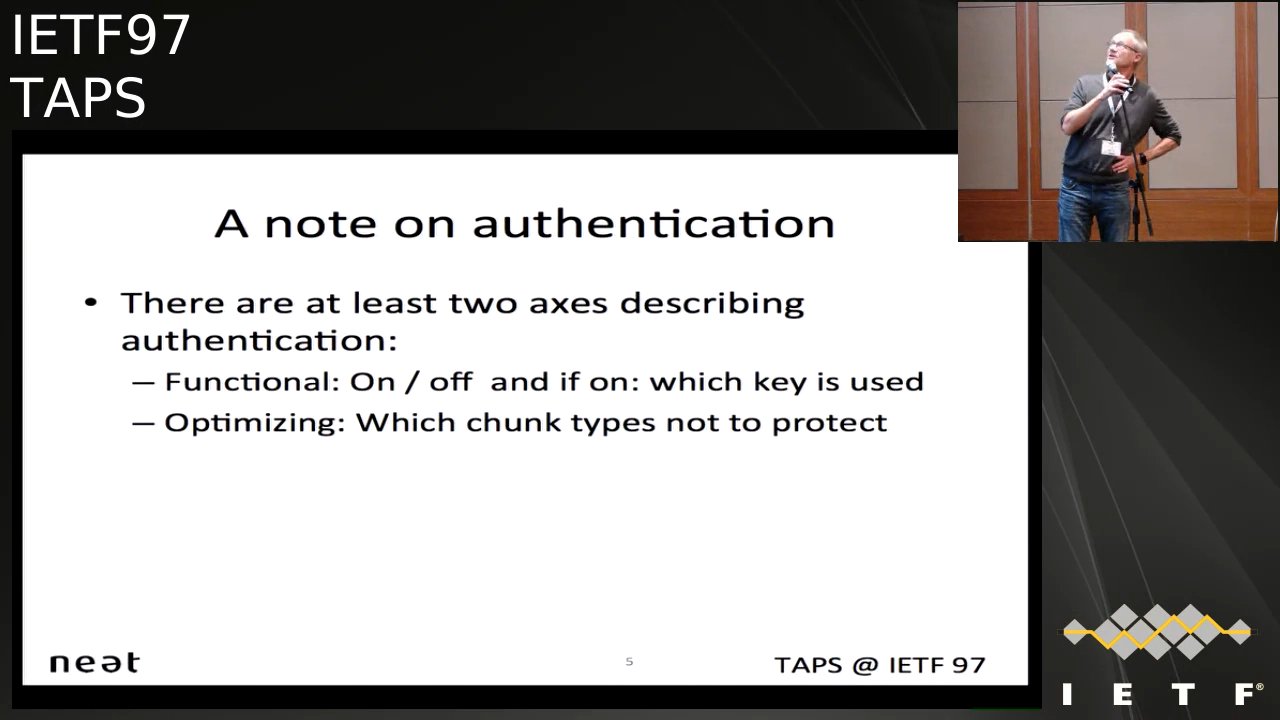 IETF97
TAPS
A note on authentication
• There are at least two axes describing
authentication:
– Functional: On / off and if on: which key is used
– Optimizing: Which chunk types not to protect
neat
5
TAPS @ IETF 97
I E T F®